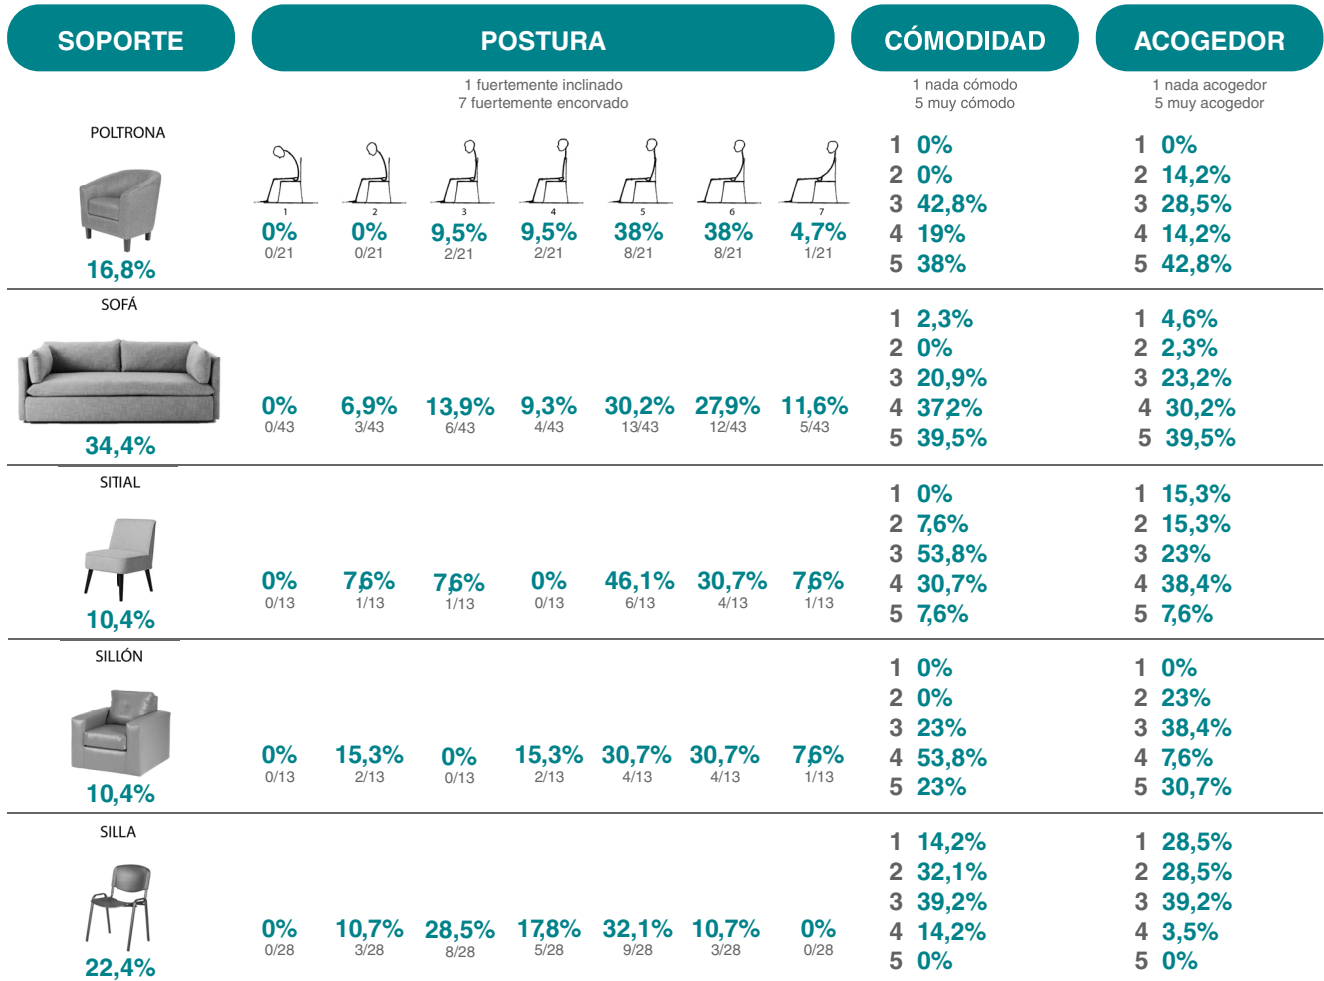 SOPORTE POSTURA CÓMODIDAD ACOGEDOR
1 fuertemente inclinado 1 nada cómodo 1 nada acogedor
7 fuertemente encorvado 5 muy cómodo 5 muy acogedor
POLTRONA
1 2 3 4 5 6 7
0% 0% 9,5% 9,5% 38% 38% 4,7%
0/21 0/21 2/21 2/21 8/21 8/21 1/21
16,8%
1 0%
2 0%
3 42,8%
4 19%
5 38%
1 0%
2 14,2%
3 28,5%
4 14,2%
5 42,8%
SOFÁ
34,4%
0% 6,9% 13,9% 9,3% 30,2% 27,9% 11,6%
0/43 3/43 6/43 4/43 13/43 12/43 5/43
1 2,3%
2 0%
3 20,9%
4 37,2%
5 39,5%
1 4,6%
2 2,3%
3 23,2%
4 30,2%
5 39,5%
SITIAL
10,4%
0% 7,6% 7,6% 0% 46,1% 30,7% 7,6%
0/13 1/13 1/13 0/13 6/13 4/13 1/13
1 0%
2 7,6%
3 53,8%
4 30,7%
5 7,6%
1 15,3%
2 15,3%
3 23%
4 38,4%
5 7,6%
SILLÓN
10,4%
0% 15,3% 0% 15,3% 30,7% 30,7% 7,6%
0/13 2/13 0/13 2/13 4/13 4/13 1/13
1 0%
2 0%
3 23%
4 53,8%
5 23%
1 0%
2 23%
3 38,4%
4 7,6%
5 30,7%
SILLA
22,4%
0% 10,7% 28,5% 17,8% 32,1% 10,7% 0%
0/28 3/28 8/28 5/28 9/28 3/28 0/28
1 14,2%
2 32,1%
3 39,2%
4 14,2%
5 0%
1 28,5%
2 28,5%
3 39,2%
4 3,5%
5 0%